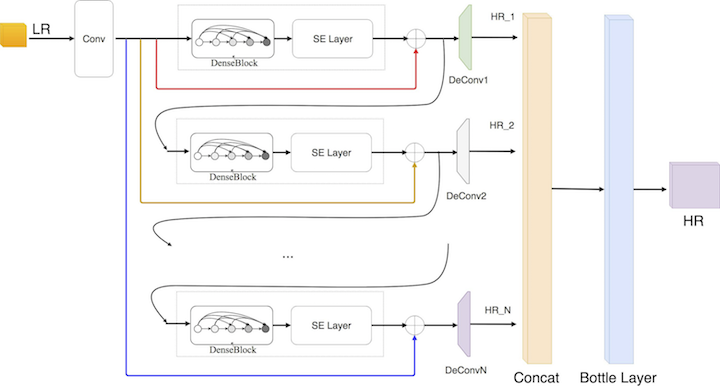 LR
Conv
DenseBlock
SE Layer
DeConv1
HR_1
DenseBlock
SE Layer
DeConv2
HR_2
...
DenseBlock
SE Layer
DeConvN
HR_N
Concat
Bottle Layer
HR